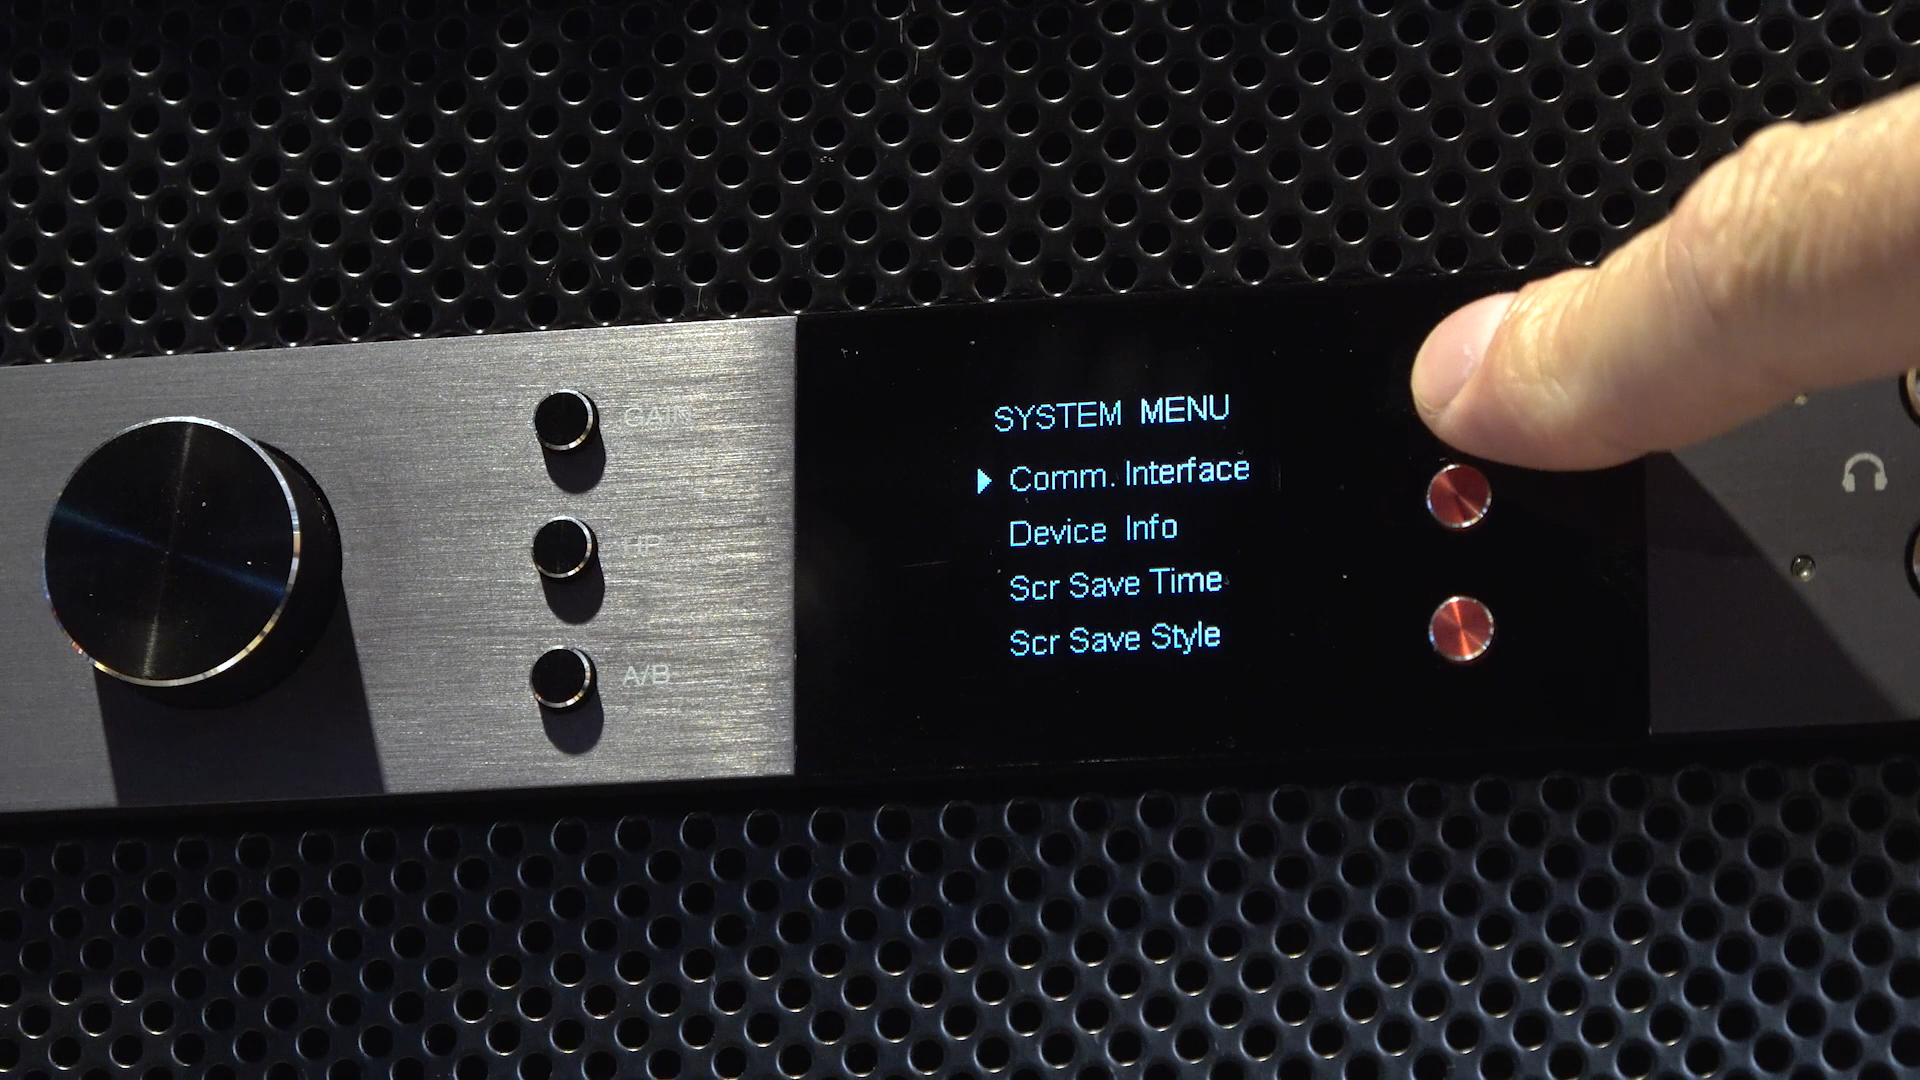 GAIN
HP
A/B
SYSTEM MENU
Comm. Interface
Device Info
Scr Save Time
Scr Save Style